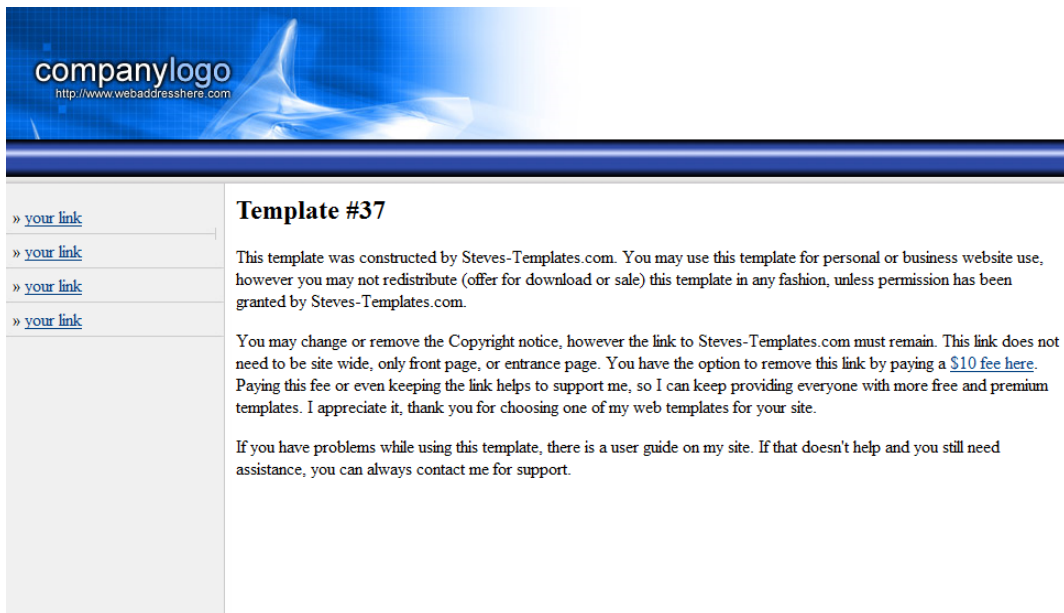 companylogo
http://www.webaddresshere.com
» your link
» your link
» your link
» your link
Template #37
This template was constructed by Steves-Templates.com. You may use this template for personal or business website use,
however you may not redistribute (offer for download or sale) this template in any fashion, unless permission has been
granted by Steves-Templates.com.
You may change or remove the Copyright notice, however the link to Steves-Templates.com must remain. This link does not
need to be site wide, only front page, or entrance page. You have the option to remove this link by paying a $10 fee here.
Paying this fee or even keeping the link helps to support me, so I can keep providing everyone with more free and premium
templates. I appreciate it, thank you for choosing one of my web templates for your site.
If you have problems while using this template, there is a user guide on my site. If that doesn't help and you still need
assistance, you can always contact me for support.